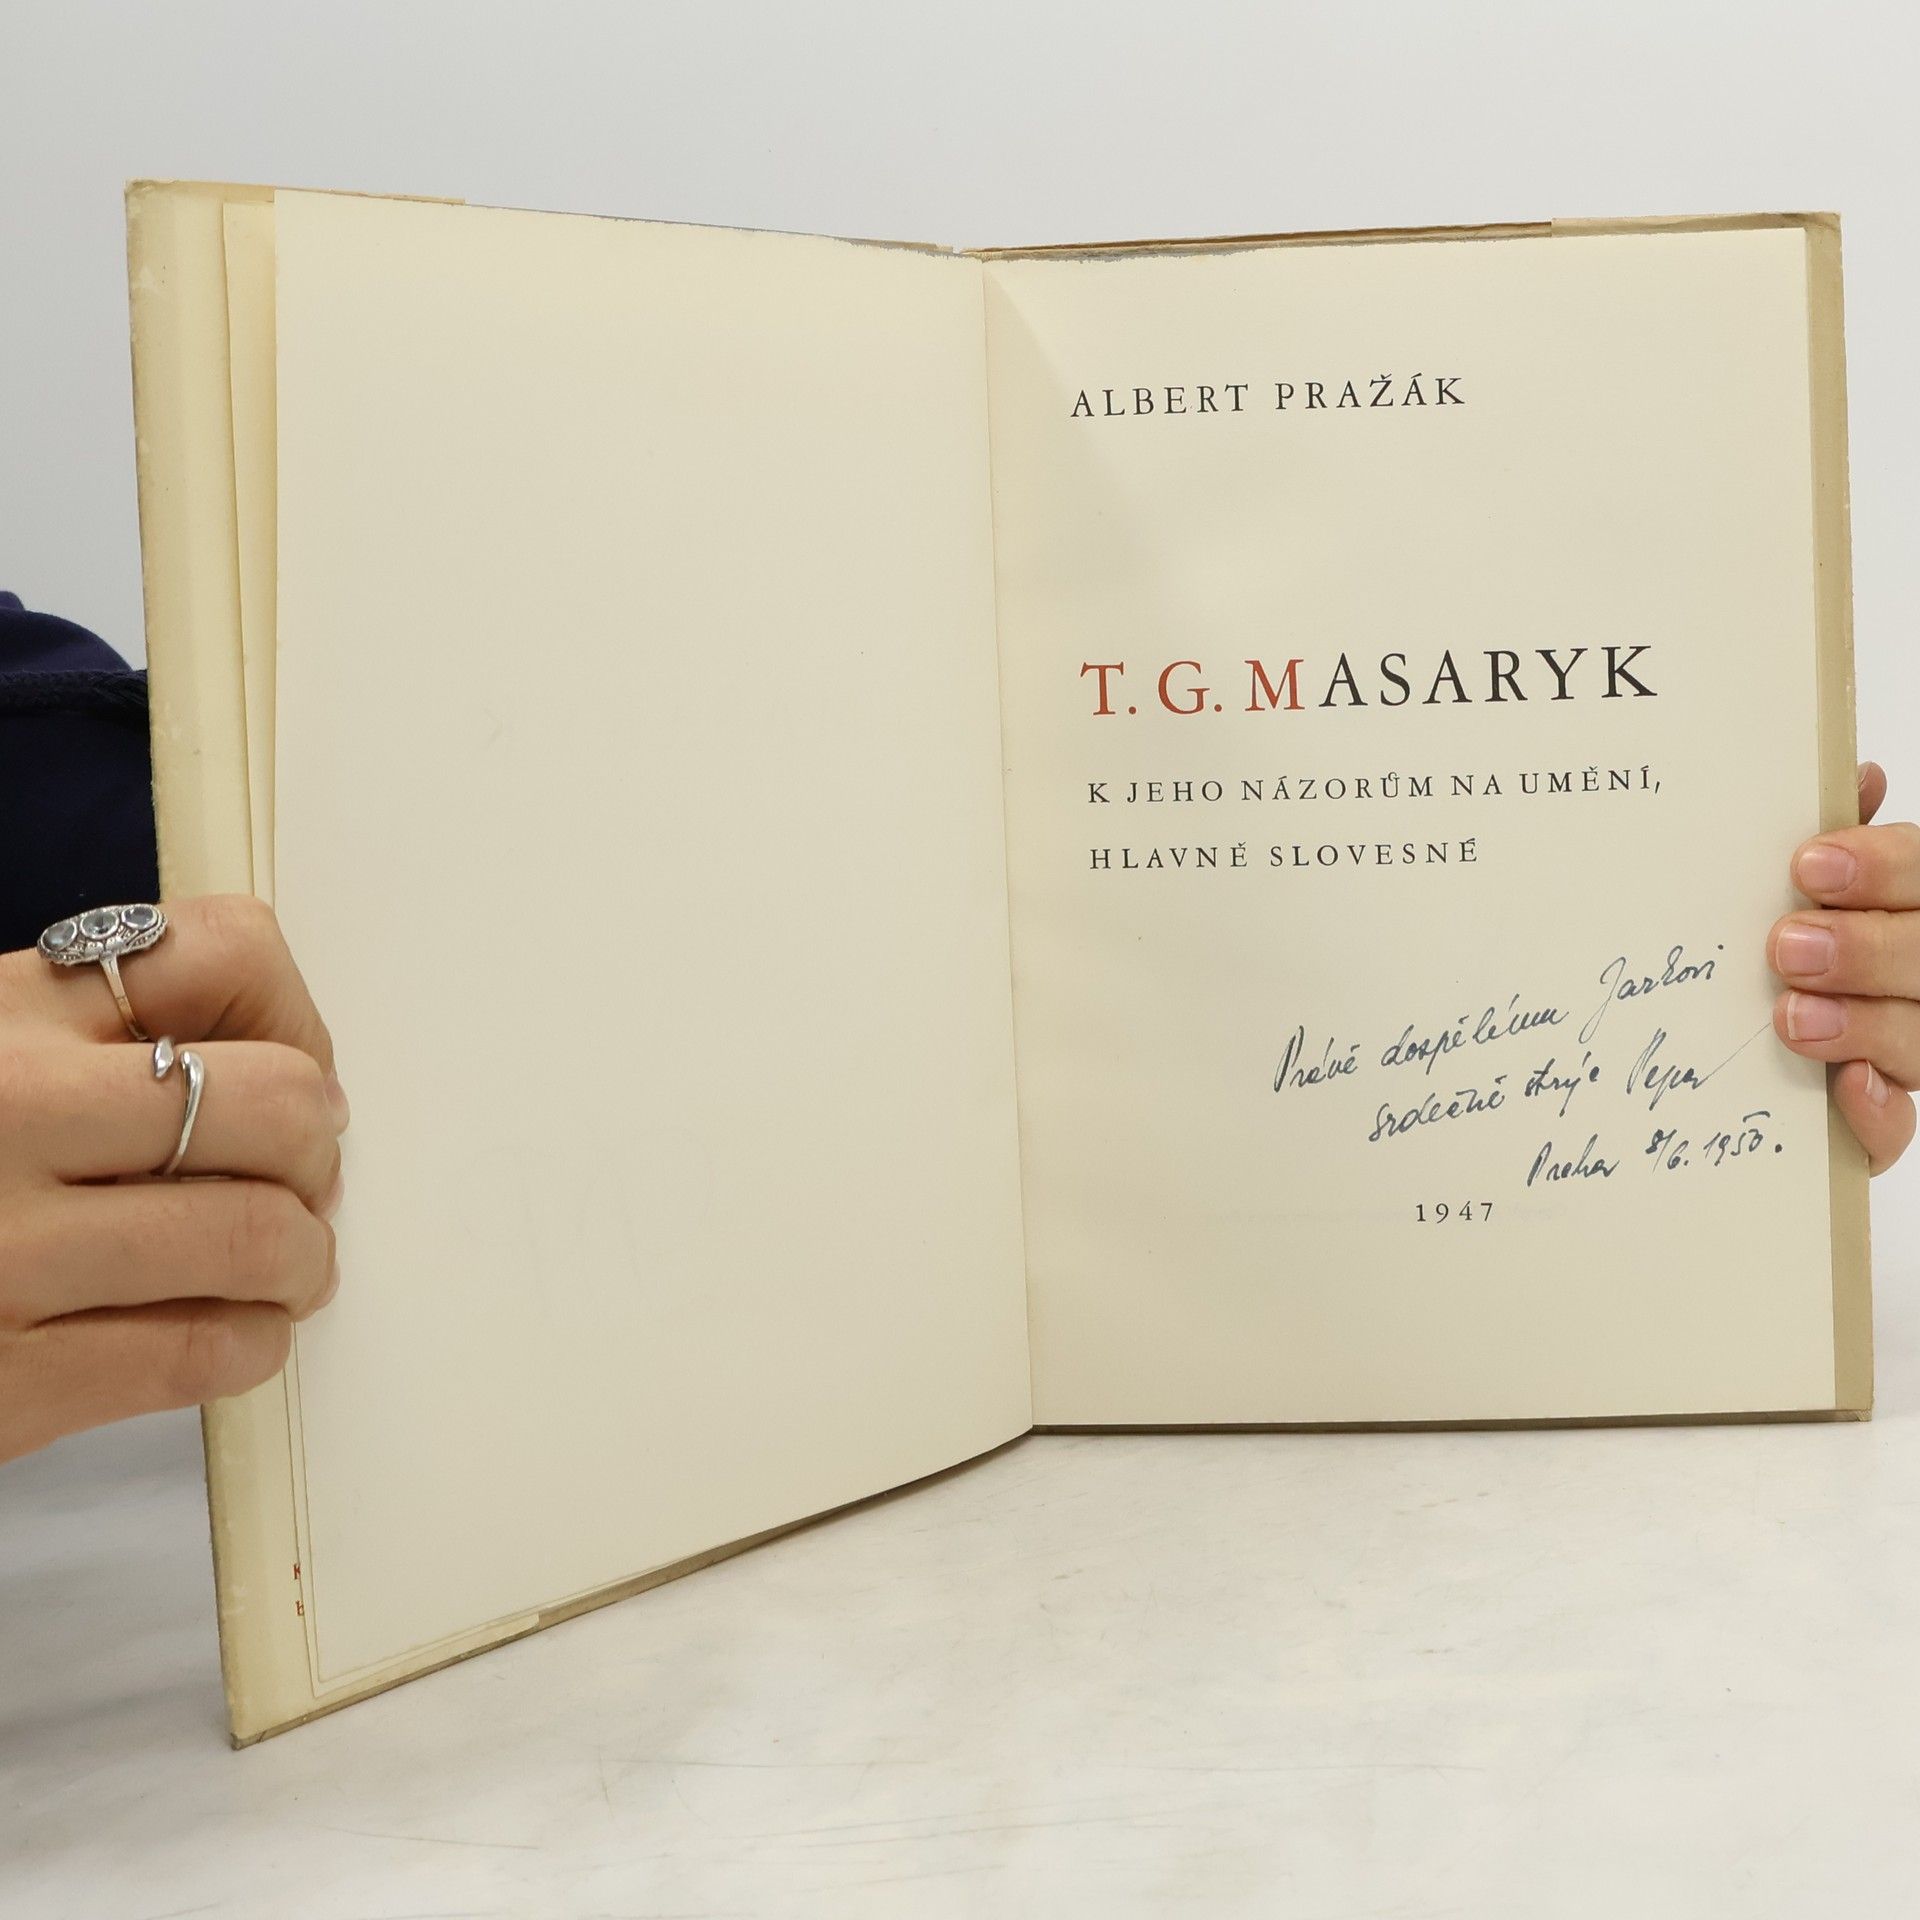 ALBERT PRAŽÁK
T. G. MASARYK
K JEHO NÁZORŮM NA UMĚNÍ,
HLAVNĚ SLOVESNÉ
Právě dospělému Jarkovi
srdečně strýc Pepa
Praha 8/6. 1950.
1947
K
b